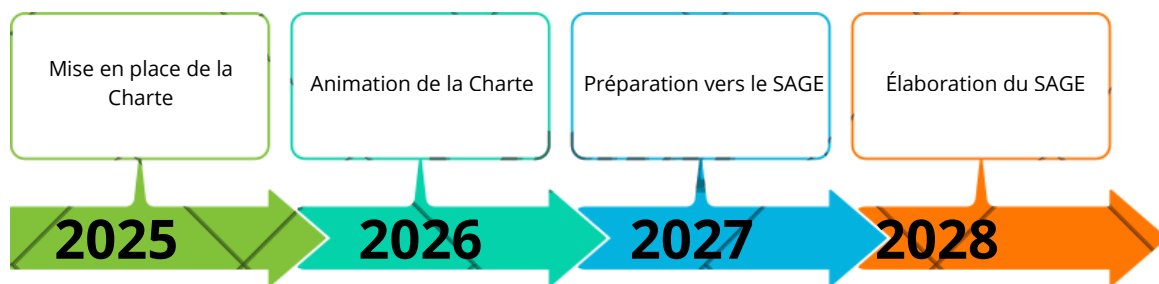 Mise en place de la
Charte
Animation de la Charte
Préparation vers le SAGE
Élaboration du SAGE
2025
2026
2027
2028